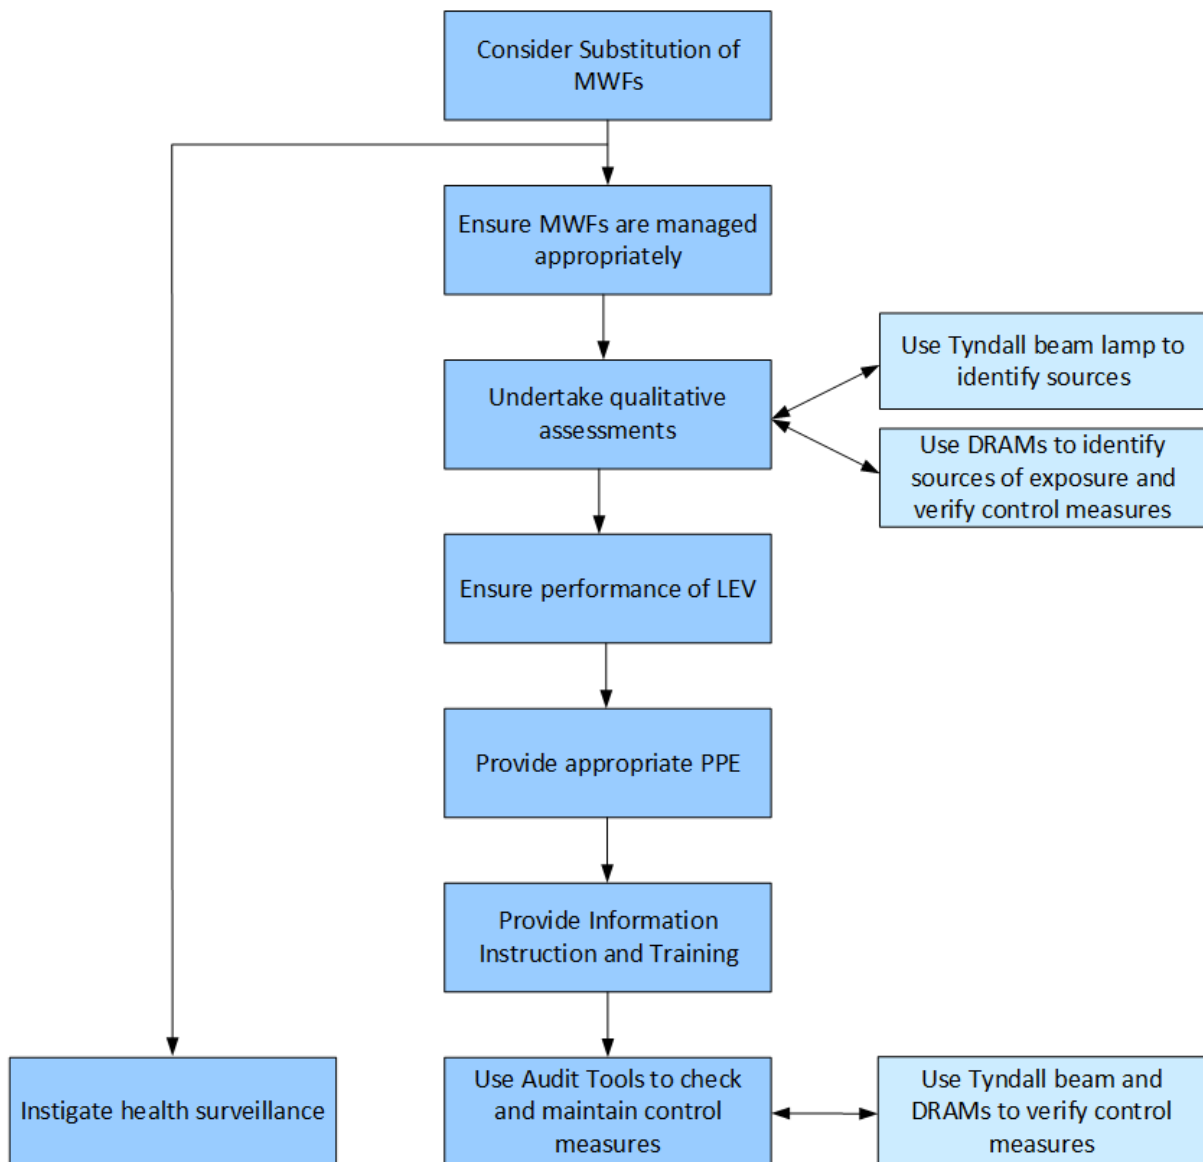 Consider Substitution of
MWFs
Ensure MWFs are managed
appropriately
Undertake qualitative
assessments
Use Tyndall beam lamp to
identify sources
Use DRAMs to identify
sources of exposure and
verify control measures
Ensure performance of LEV
Provide appropriate PPE
Provide Information
Instruction and Training
Instigate health surveillance
Use Audit Tools to check
and maintain control
measures
Use Tyndall beam and
DRAMs to verify control
measures